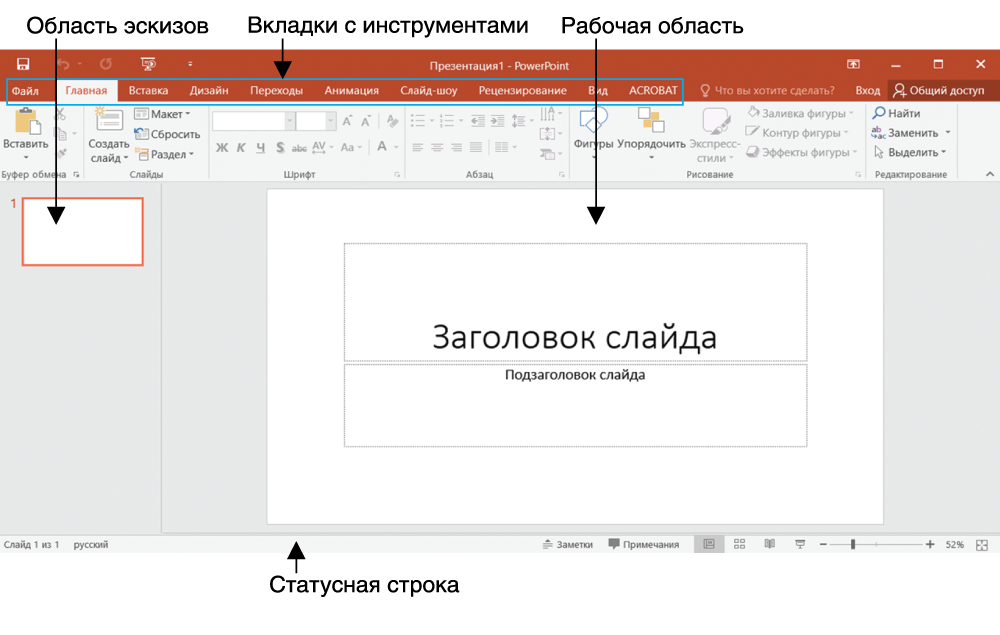 Область эскизов Вкладки с инструментами Рабочая область
Презентация1 - PowerPoint
Файл Главная Вставка Дизайн Переходы Анимация Слайд-шоу Рецензирование Вид ACROBAT Что вы хотите сделать? Вход Общий доступ
Вставить
Создать слайд
Макет
Сбросить
Раздел
Ж К Ч S abc AV Aa A
Фигуры Упорядочить Экспресс-стили
Заливка фигуры
Контур фигуры
Эффекты фигуры
Найти
Заменить
Выделить
Буфер обмена Слайды Шрифт Абзац Рисование Редактирование
1
Заголовок слайда
Подзаголовок слайда
Слайд 1 из 1 русский Заметки Примечания 52%
Статусная строка